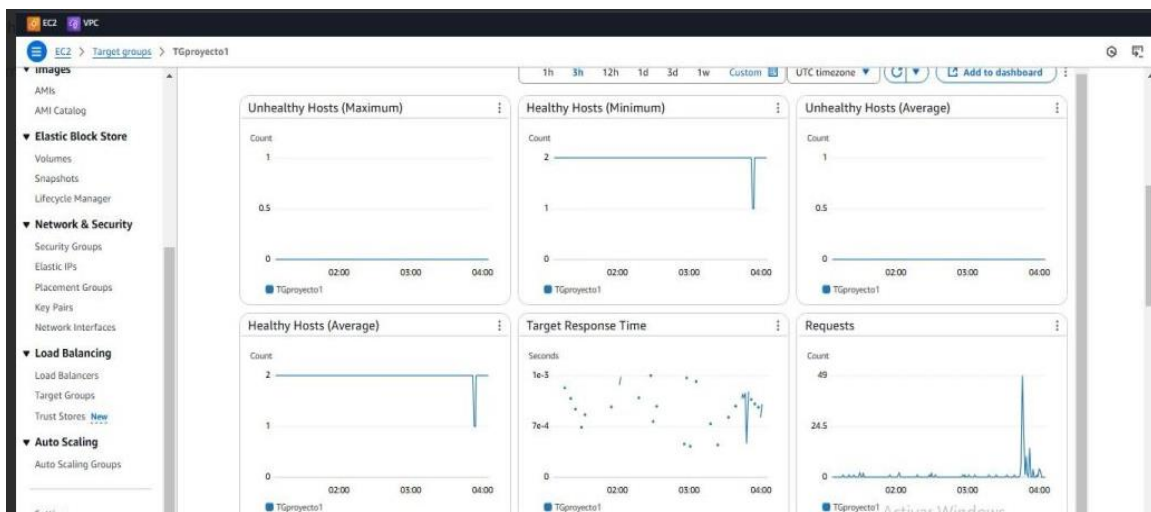 EC2 VPC
EC2 > Target groups > TGproyecto1
Images
AMIs
AMI Catalog
Elastic Block Store
Volumes
Snapshots
Lifecycle Manager
Network & Security
Security Groups
Elastic IPs
Placement Groups
Key Pairs
Network Interfaces
Load Balancing
Load Balancers
Target Groups
Trust Stores New
Auto Scaling
Auto Scaling Groups
1h 3h 12h 1d 3d 1w Custom UTC timezone Add to dashboard
Unhealthy Hosts (Maximum)
Count
1
0.5
0
02:00 03:00 04:00
TGproyecto1
Healthy Hosts (Minimum)
Count
2
1
0
02:00 03:00 04:00
TGproyecto1
Unhealthy Hosts (Average)
Count
1
0.5
0
02:00 03:00 04:00
TGproyecto1
Healthy Hosts (Average)
Count
2
1
0
02:00 03:00 04:00
TGproyecto1
Target Response Time
Seconds
1e-3
7e-4
0
02:00 03:00 04:00
TGproyecto1
Requests
Count
49
24.5
0
02:00 03:00 04:00
TGproyecto1
Activar Windows